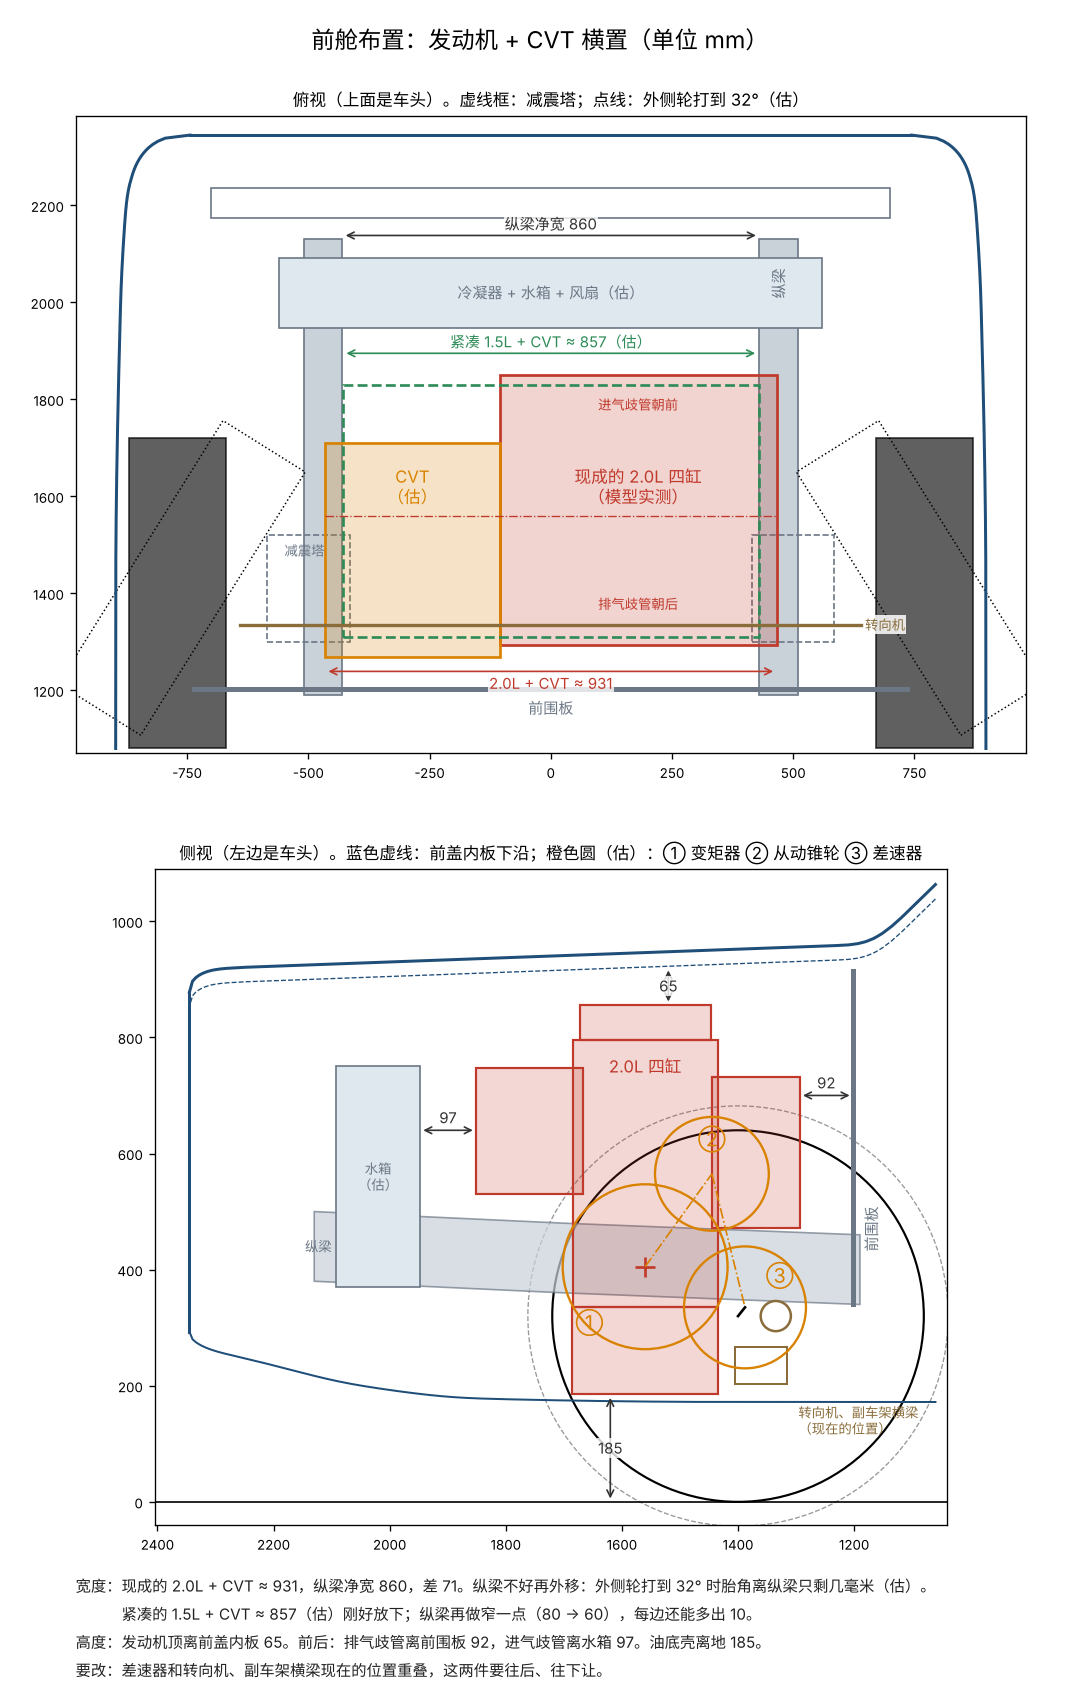 前舱布置：发动机 + CVT 横置（单位 mm）
俯视（上面是车头）。虚线框：减震塔；点线：外侧轮打到 32°（估）
纵梁净宽 860
纵梁
冷凝器 + 水箱 + 风扇（估）
紧凑 1.5L + CVT ≈ 857（估）
进气歧管朝前
CVT
（估）
现成的 2.0L 四缸
（模型实测）
减震塔
排气歧管朝后
转向机
2.0L + CVT ≈ 931
前围板
2200
2000
1800
1600
1400
1200
-750
-500
-250
0
250
500
750
侧视（左边是车头）。蓝色虚线：前盖内板下沿；橙色圆（估）：① 变矩器 ② 从动锥轮 ③ 差速器
65
2.0L 四缸
92
97
②
水箱
（估）
纵梁
前围板
③
①
转向机、副车架横梁
（现在的位置）
185
1000
800
600
400
200
0
2400
2200
2000
1800
1600
1400
1200
宽度：现成的 2.0L + CVT ≈ 931，纵梁净宽 860，差 71。纵梁不好再外移：外侧轮打到 32° 时胎角离纵梁只剩几毫米（估）。
紧凑的 1.5L + CVT ≈ 857（估）刚好放下；纵梁再做窄一点（80 → 60），每边还能多出 10。
高度：发动机顶离前盖内板 65。前后：排气歧管离前围板 92，进气歧管离水箱 97。油底壳离地 185。
要改：差速器和转向机、副车架横梁现在的位置重叠，这两件要往后、往下让。